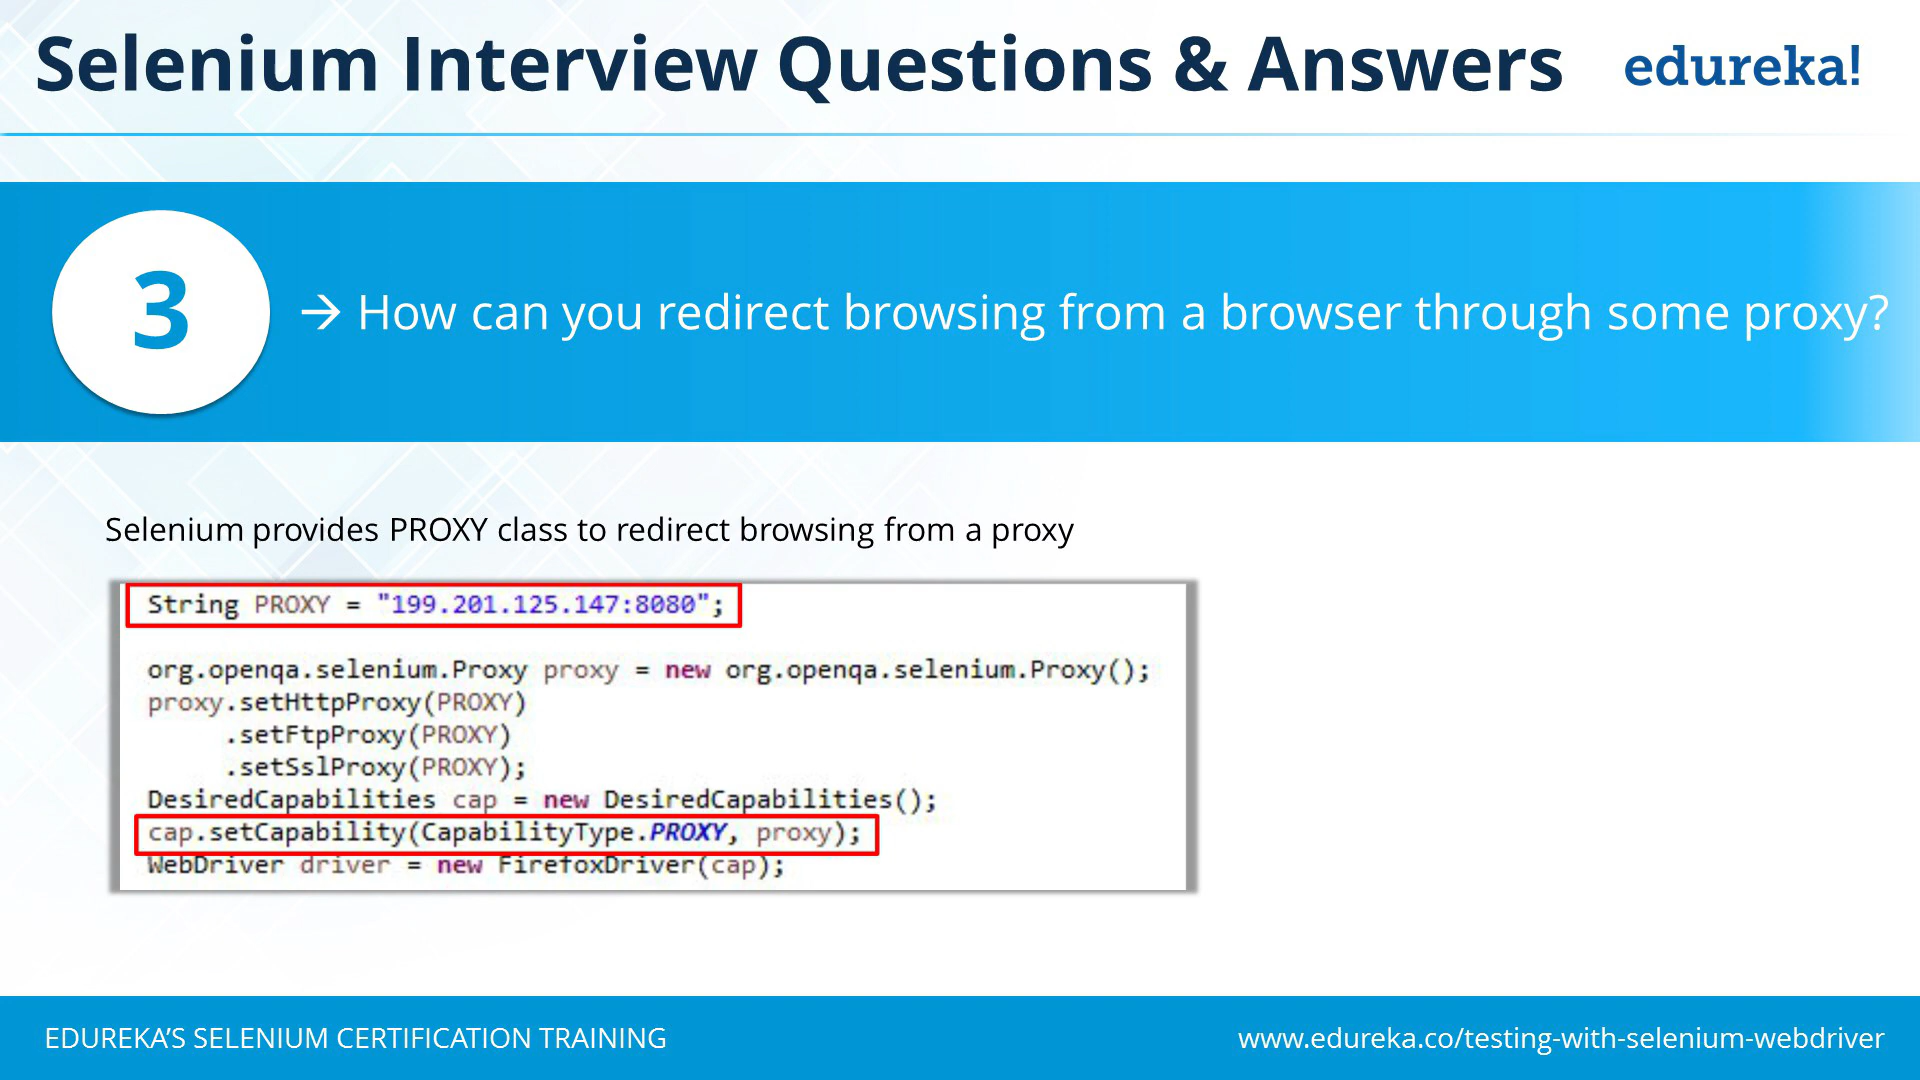 Selenium Interview Questions & Answers
edureka!
3
→ How can you redirect browsing from a browser through some proxy?
Selenium provides PROXY class to redirect browsing from a proxy
String PROXY = "199.201.125.147:8080";
org.openqa.selenium.Proxy proxy = new org.openqa.selenium.Proxy();
proxy.setHttpProxy(PROXY)
.setFtpProxy(PROXY)
.setSslProxy(PROXY);
DesiredCapabilities cap = new DesiredCapabilities();
cap.setCapability(CapabilityType.PROXY, proxy);
WebDriver driver = new FirefoxDriver(cap);
EDUREKA'S SELENIUM CERTIFICATION TRAINING
www.edureka.co/testing-with-selenium-webdriver